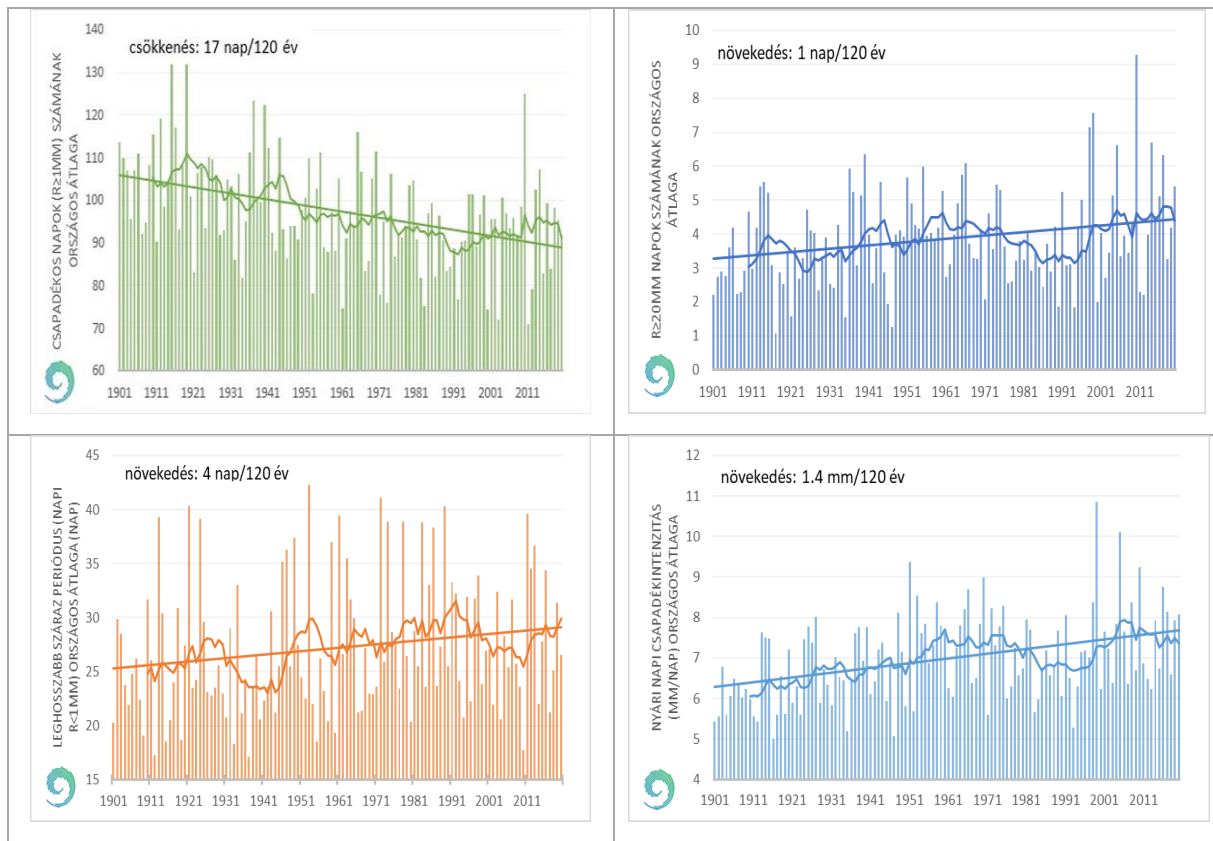 CSAPADÉKOS NAPOK (R≥1MM) SZÁMÁNAK
ORSZÁGOS ÁTLAGA
csökkenés: 17 nap/120 év
140
130
120
110
100
90
80
70
60
1901 1911 1921 1931 1941 1951 1961 1971 1981 1991 2001 2011
R≥20MM NAPOK SZÁMÁNAK ORSZÁGOS
ÁTLAGA
növekedés: 1 nap/120 év
10
9
8
7
6
5
4
3
2
1
0
1901 1911 1921 1931 1941 1951 1961 1971 1981 1991 2001 2011
LEGHOSSZABB SZÁRAZ PERIÓDUS (NAPI
R<1MM) ORSZÁGOS ÁTLAGA (NAP)
növekedés: 4 nap/120 év
45
40
35
30
25
20
15
1901 1911 1921 1931 1941 1951 1961 1971 1981 1991 2001 2011
NYÁRI NAPI CSAPADÉKINTENZITÁS
(MM/NAP) ORSZÁGOS ÁTLAGA
növekedés: 1.4 mm/120 év
12
11
10
9
8
7
6
5
4
1901 1911 1921 1931 1941 1951 1961 1971 1981 1991 2001 2011